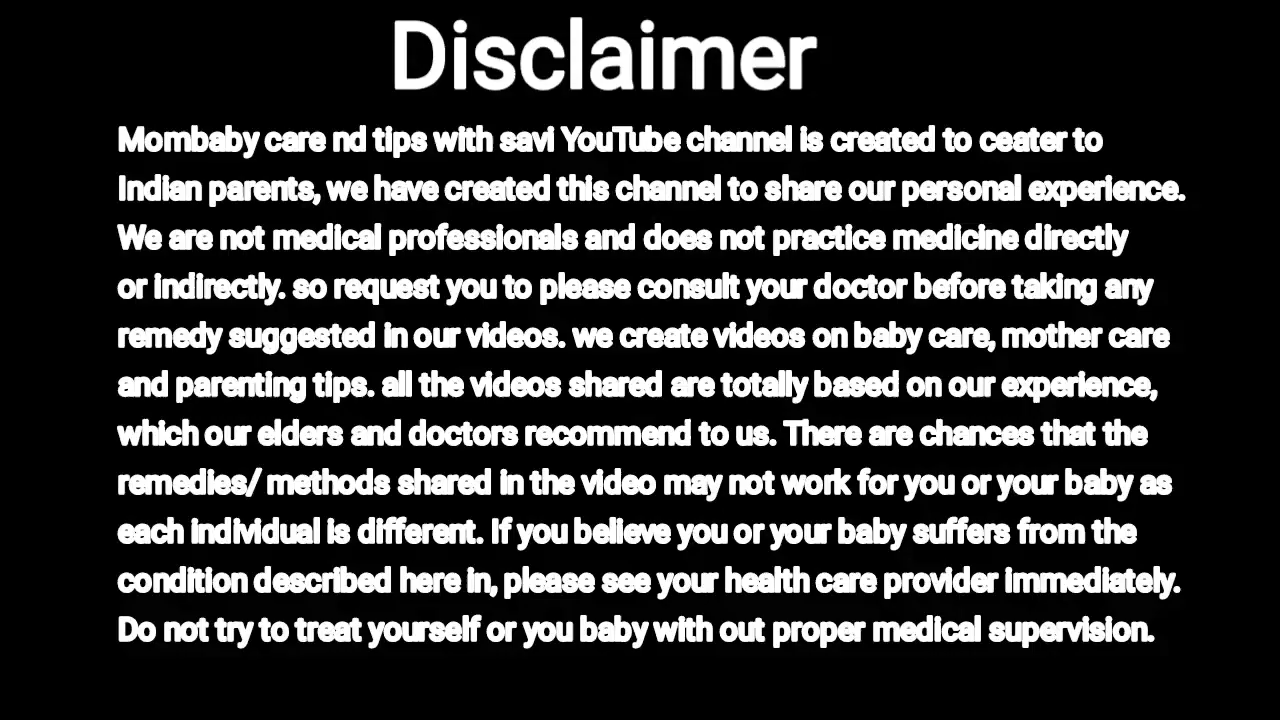 Disclaimer
Mombaby care nd tips with savi YouTube channel is created to ceater to
Indian parents, we have created this channel to share our personal experience.
We are not medical professionals and does not practice medicine directly
or indirectly. so request you to please consult your doctor before taking any
remedy suggested in our videos. we create videos on baby care, mother care
and parenting tips. all the videos shared are totally based on our experience,
which our elders and doctors recommend to us. There are chances that the
remedies/ methods shared in the video may not work for you or your baby as
each individual is different. If you believe you or your baby suffers from the
condition described here in, please see your health care provider immediately.
Do not try to treat yourself or you baby with out proper medical supervision.